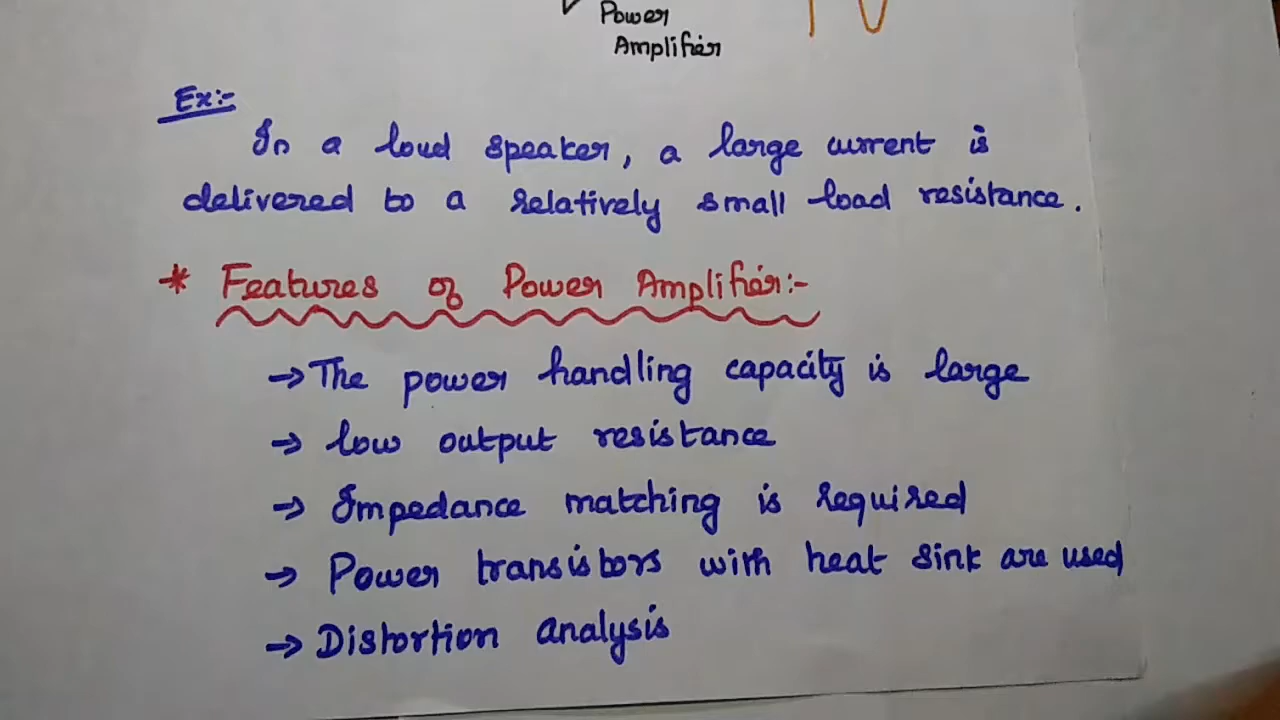 Power
Amplifier
Ex:-
In a loud speaker, a large current is
delivered to a relatively small load resistance.
* Features of Power Amplifier:-
→ The power handling capacity is large
→ low output resistance
→ Impedance matching is required
→ Power transistors with heat sink are used
→ Distortion analysis